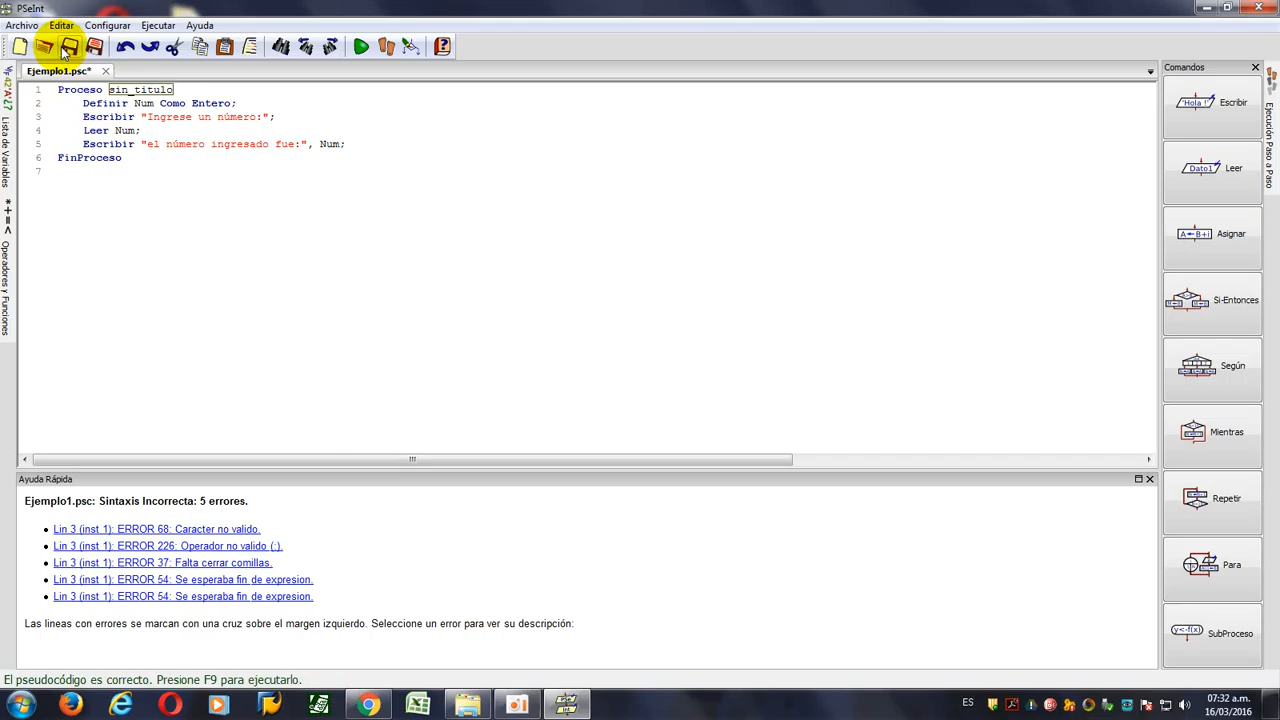 PSeInt
Archivo Editar Configurar Ejecutar Ayuda
Ejemplo1.psc*
Comandos
1 Proceso sin_titulo
2 Definir Num Como Entero;
3 Escribir "Ingrese un número:";
4 Leer Num;
5 Escribir "el número ingresado fue:", Num;
6 FinProceso
7
Lista de Variables
*+=< Operadores y Funciones
'Hola !' Escribir
Dato1 Leer
A←B+i Asignar
Si-Entonces
Según
Mientras
Repetir
Para
y<-f(x) SubProceso
Ejecución Paso a Paso
Ayuda Rápida
Ejemplo1.psc: Sintaxis Incorrecta: 5 errores.
Lin 3 (inst 1): ERROR 68: Caracter no valido.
Lin 3 (inst 1): ERROR 226: Operador no valido (:).
Lin 3 (inst 1): ERROR 37: Falta cerrar comillas.
Lin 3 (inst 1): ERROR 54: Se esperaba fin de expresion.
Lin 3 (inst 1): ERROR 54: Se esperaba fin de expresion.
Las lineas con errores se marcan con una cruz sobre el margen izquierdo. Seleccione un error para ver su descripción:
El pseudocódigo es correcto. Presione F9 para ejecutarlo.
ES
07:32 a.m.
16/03/2016